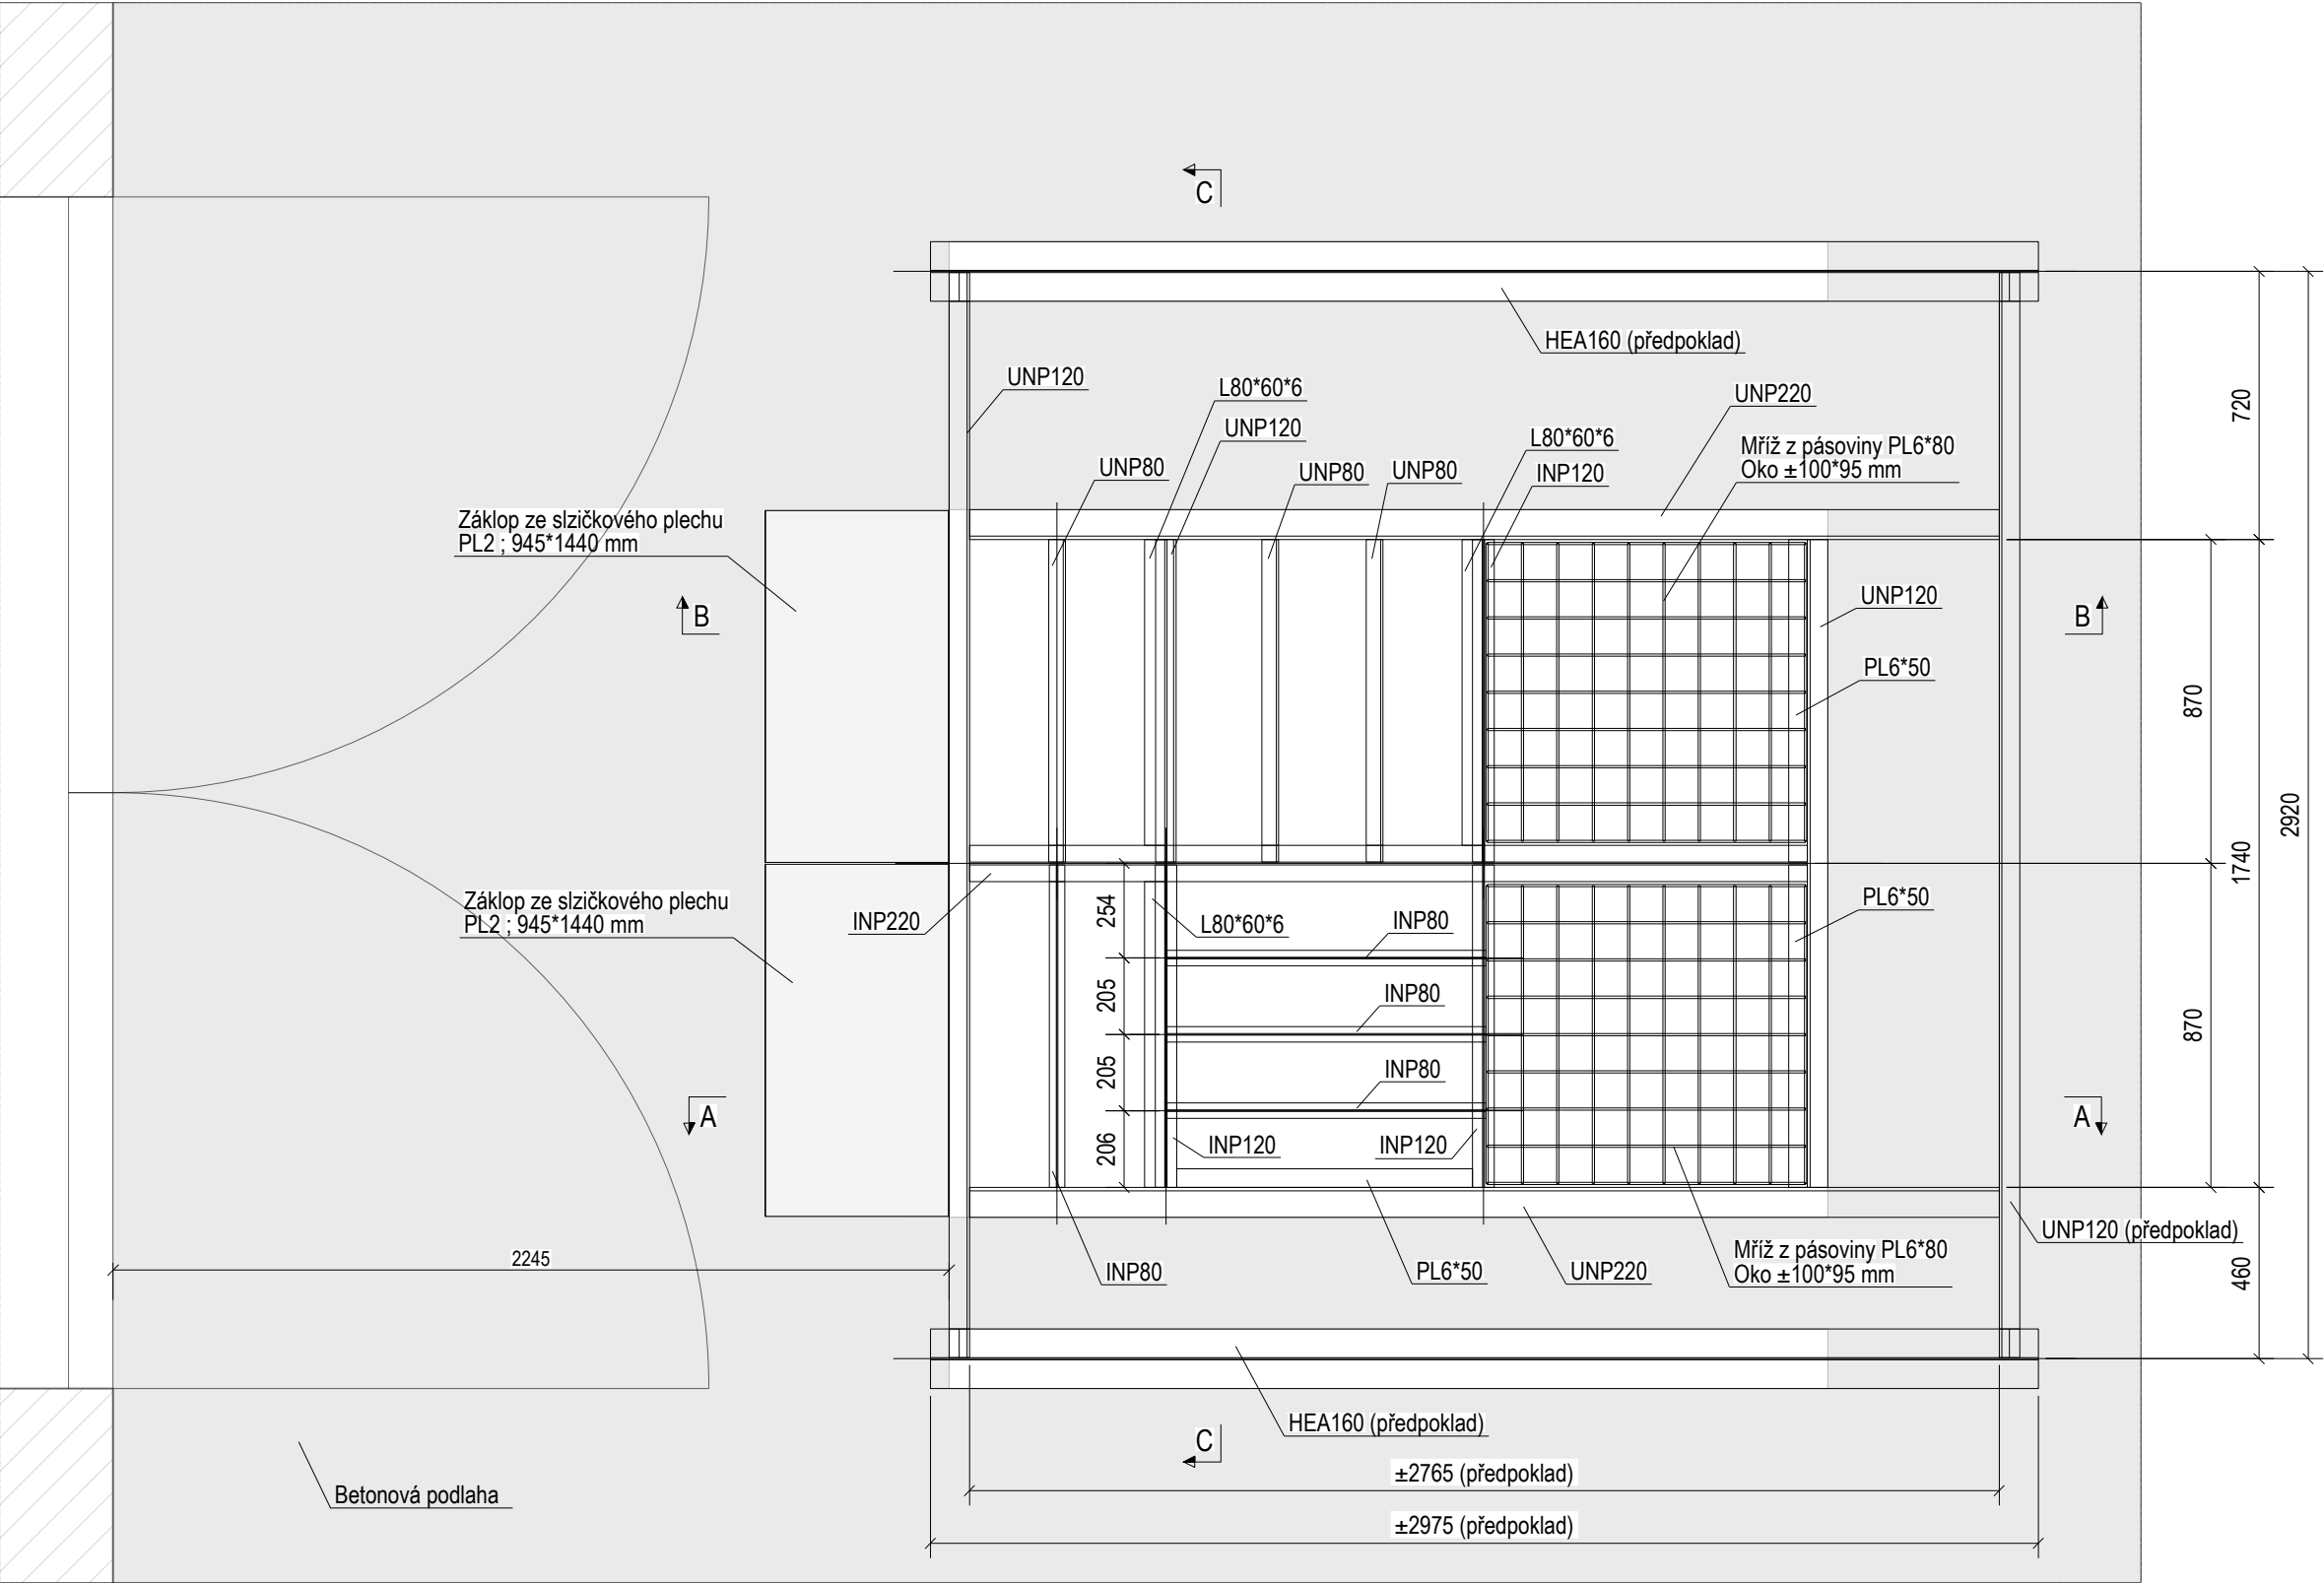 C
HEA160 (předpoklad)
UNP120
L80*60*6
UNP220
UNP120
L80*60*6
Mříž z pásoviny PL6*80
Oko ±100*95 mm
UNP80
UNP80
UNP80
INP120
720
Základop ze slzičkového plechu
PL2 ; 945*1440 mm
B
B
UNP120
PL6*50
870
2920
1740
Záklop ze slzičkového plechu
PL2 ; 945*1440 mm
INP220
254
L80*60*6
INP80
PL6*50
205
INP80
870
205
INP80
A
A
206
INP120
INP120
2245
INP80
PL6*50
UNP220
Mříž z pásoviny PL6*80
Oko ±100*95 mm
UNP120 (předpoklad)
460
C
HEA160 (předpoklad)
±2765 (předpoklad)
Betonová podlaha
±2975 (předpoklad)